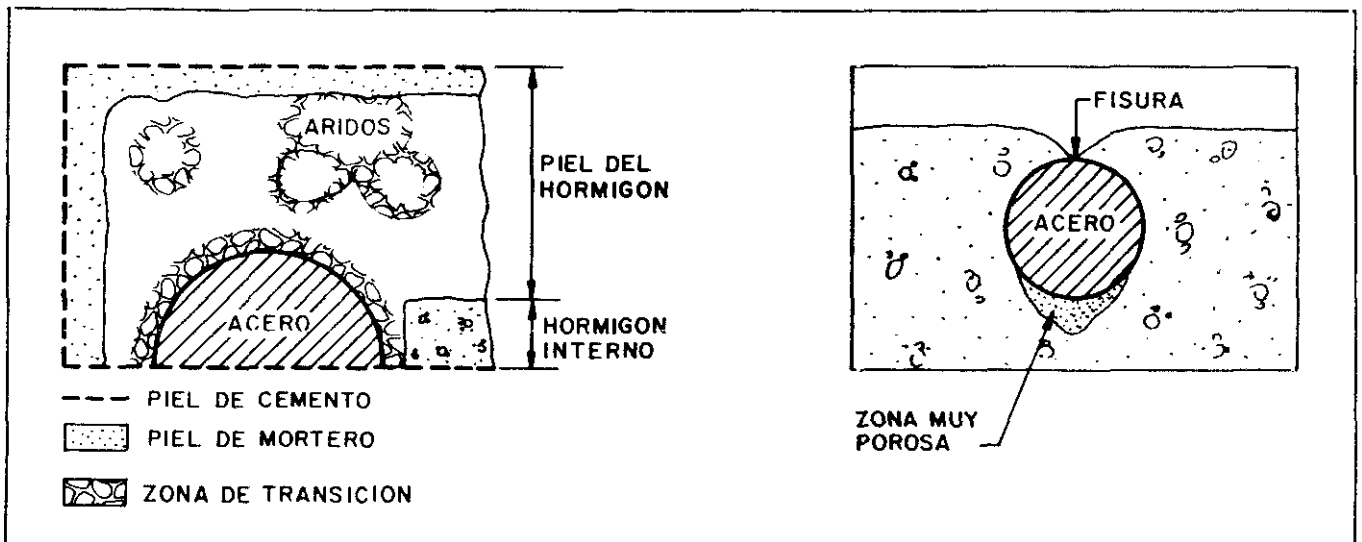 ARIDOS
PIEL DEL
HORMIGON
ACERO
HORMIGON
INTERNO
PIEL DE CEMENTO
PIEL DE MORTERO
ZONA DE TRANSICION
FISURA
ACERO
ZONA MUY
POROSA